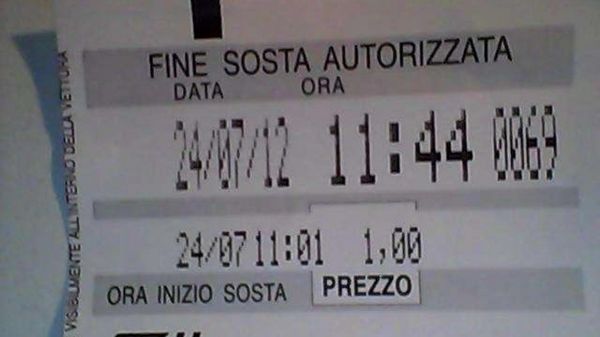 FINE SOSTA AUTORIZZATA
DATA ORA
24/07/12 11:44 0069
24/07 11:01 1,00
ORA INIZIO SOSTA PREZZO
VISIBILMENTE ALL'INTERNO DELLA VETTURA